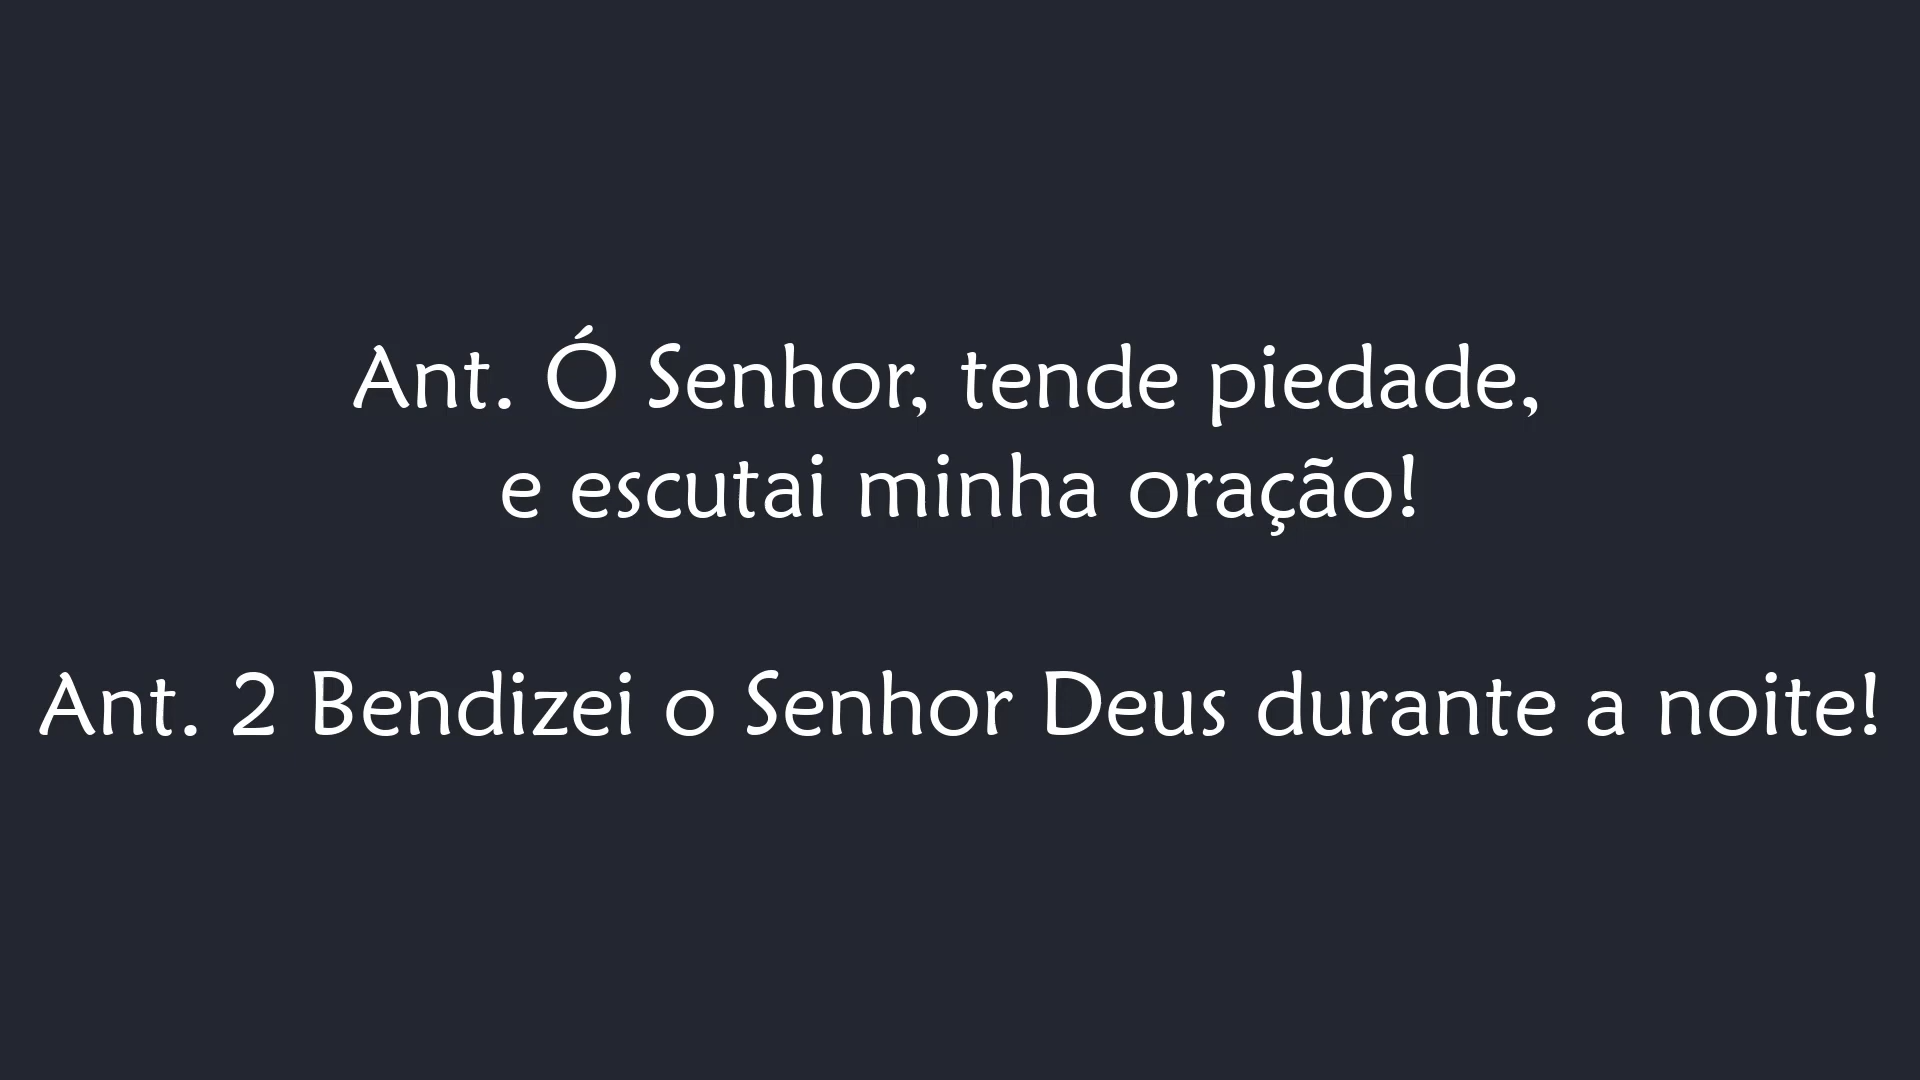 Ant. Ó Senhor, tende piedade,
e escutai minha oração!
Ant. 2 Bendizei o Senhor Deus durante a noite!